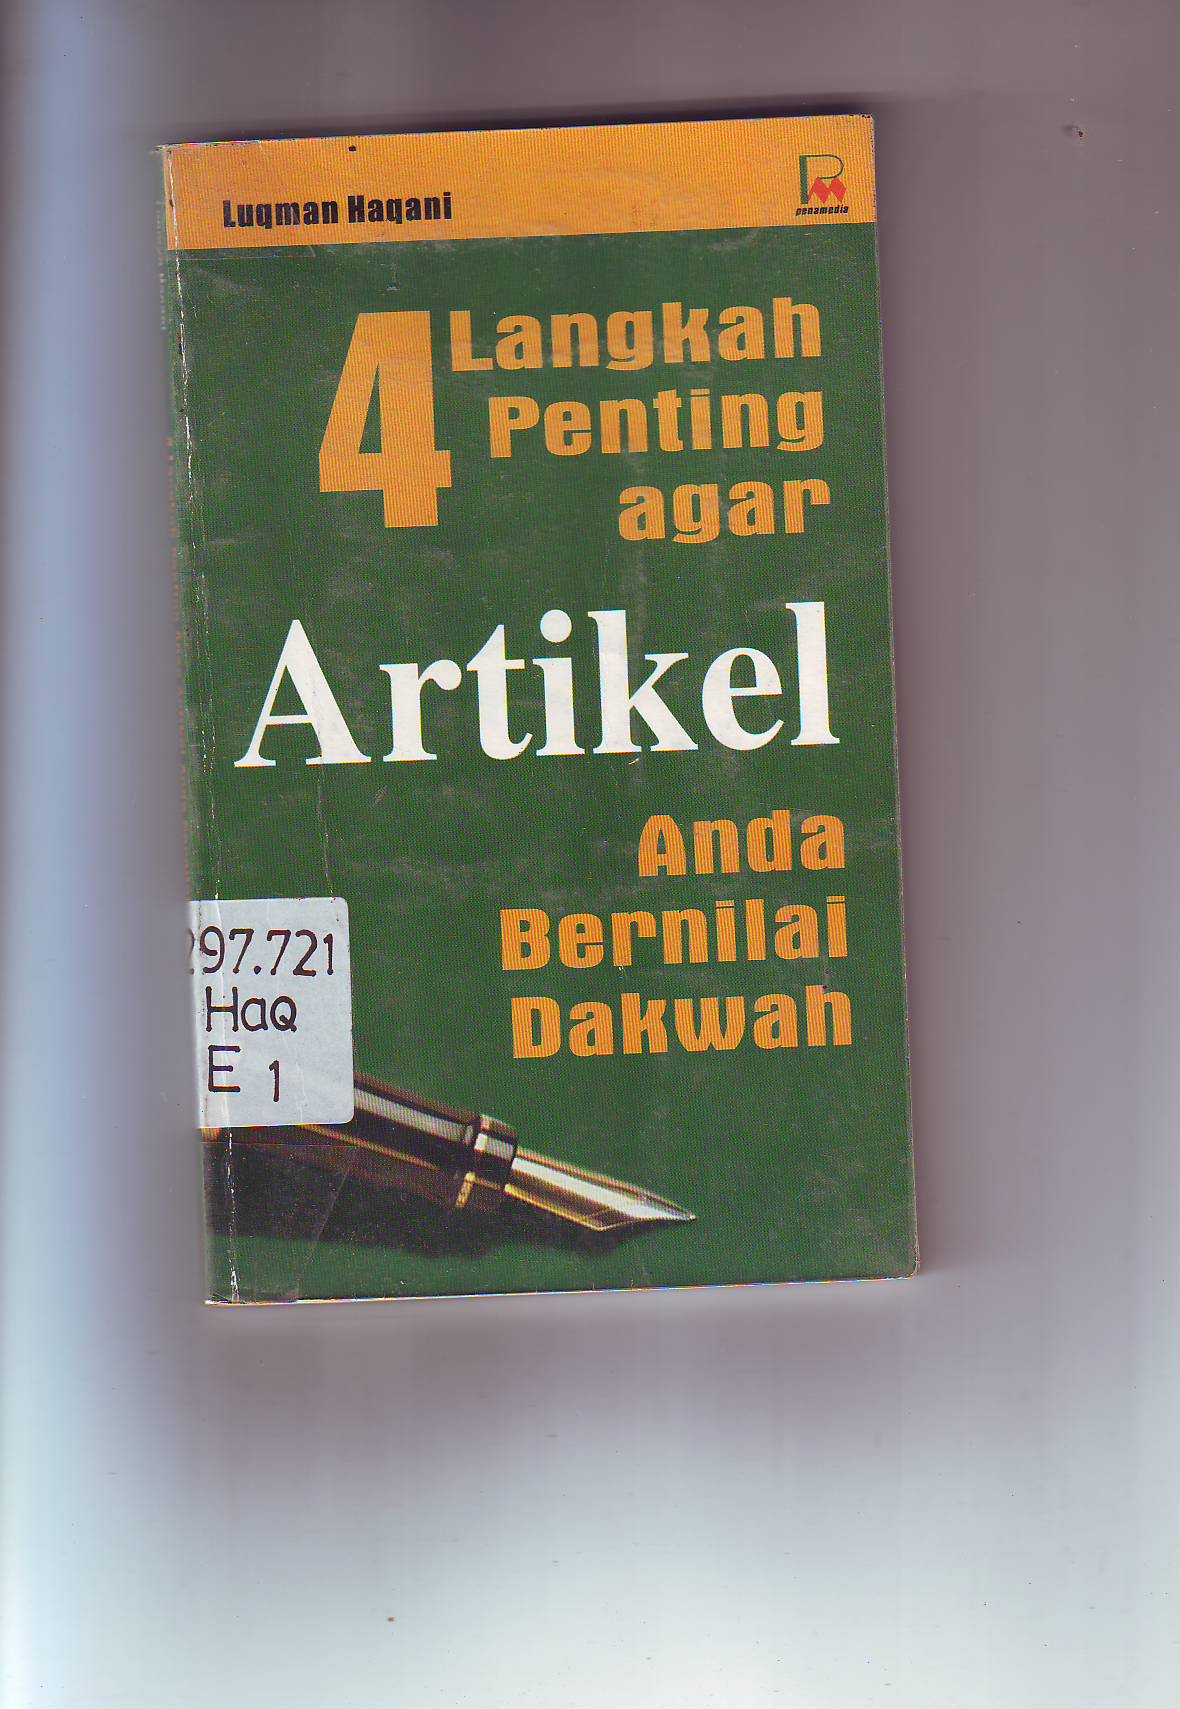 Luqman Haqani
penamedia
4 Langkah
Penting
agar
Artikel
Anda
Bernilai
Dakwah
297.721
Haq
E 1